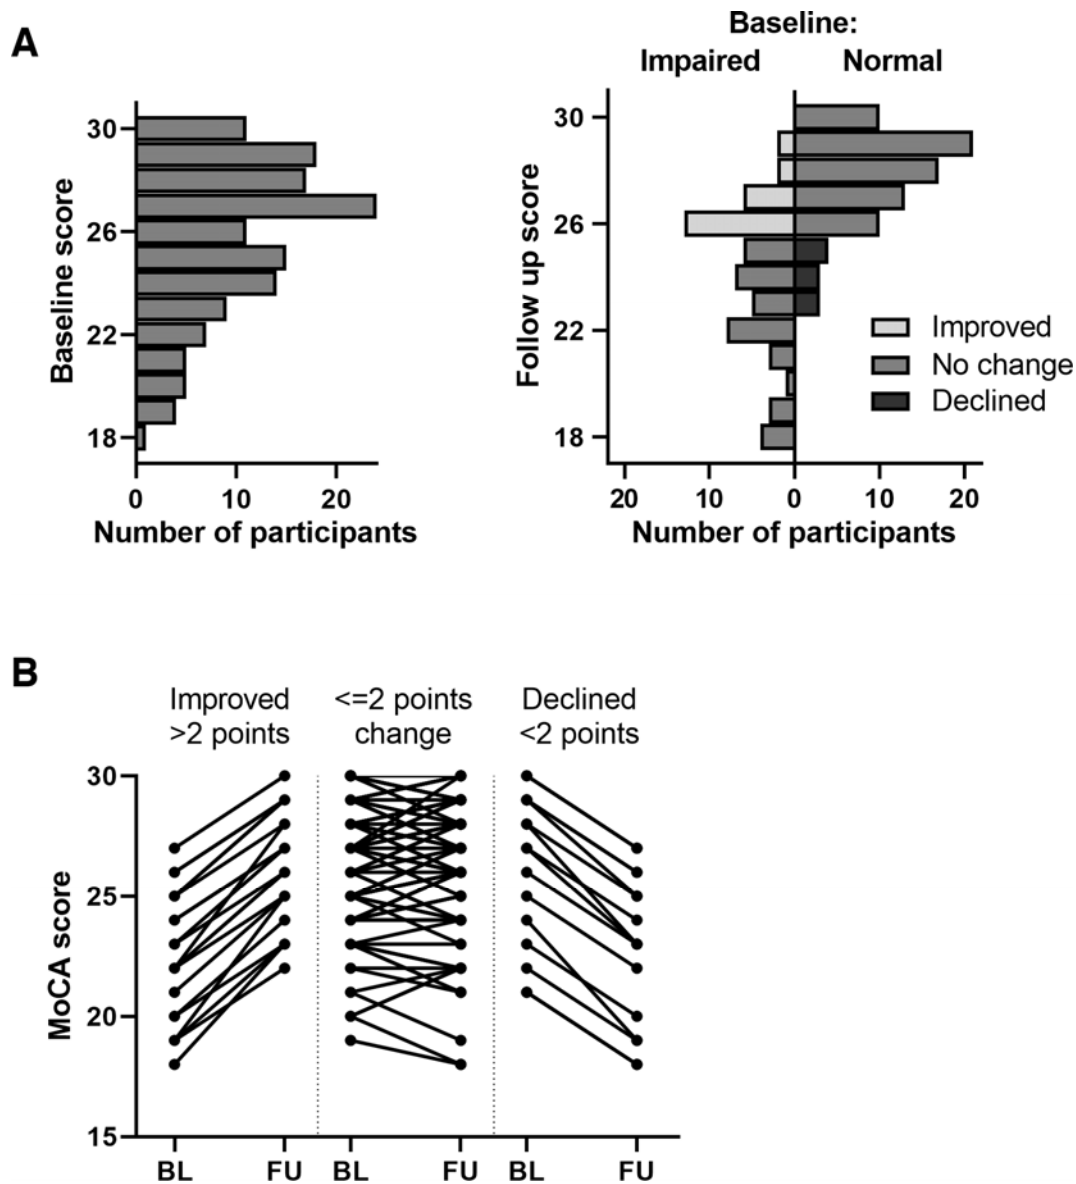 A
Baseline score
30
26
22
18
0 10 20
Number of participants
Baseline:
Impaired Normal
Follow up score
30
26
22
18
Improved
No change
Declined
20 10 0 10 20
Number of participants
B
Improved
>2 points
<=2 points
change
Declined
<2 points
MoCA score
30
25
20
15
BL FU BL FU BL FU